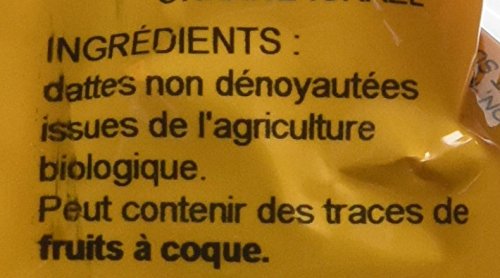 INGRÉDIENTS :
dattes non dénoyautées
issues de l'agriculture
biologique.
Peut contenir des traces de
fruits à coque.